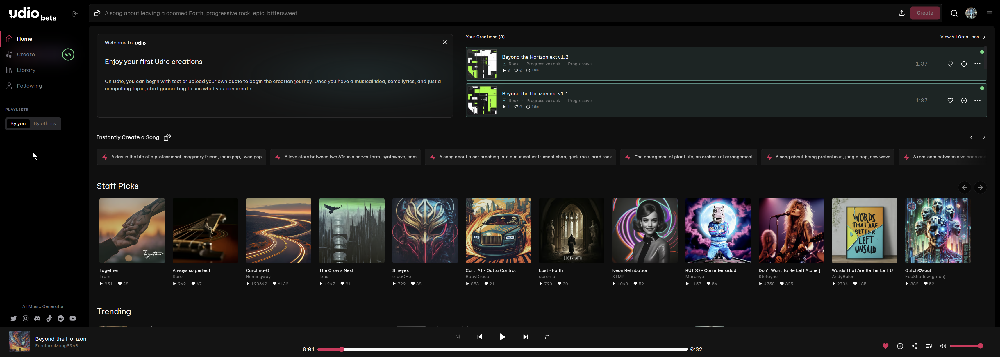 udio beta
A song about leaving a doomed Earth, progressive rock, epic, bittersweet.
Create
Home
Create
4/4
Library
Following
PLAYLISTS
By you
By others
Welcome to udio
Enjoy your first Udio creations
On Udio, you can begin with text or upload your own audio to begin the creation journey. Once you have a musical idea, some lyrics, and just a
compelling topic, start generating to see what you can create.
Your Creations (8)
View All Creations
Beyond the Horizon ext v1.2
Rock · Progressive rock · Progressive
0 0 18m
1:37
Beyond the Horizon ext v1.1
Rock · Progressive rock · Progressive
1 0 18m
1:37
Instantly Create a Song
A day in the life of a professional imaginary friend, indie pop, twee pop
A love story between two AIs in a server farm, synthwave, edm
A song about a car crashing into a musical instrument shop, geek rock, hard rock
The emergence of plant life, an orchestral arrangement
A song about being pretentious, jangle pop, new wave
A rom-com between a volcano and
Staff Picks
Together
Together
Tram.
951 48
Always so perfect
Roro
942 47
Carolina-O
Hemingway
193642 6132
The Crow's Nest
Ixus
1247 91
Sineyes
ə˙pαCHē
729 38
Carti AI - Outta Control
BabyDraco
853 21
LOST·FAITH
Lost - Faith
aeronic
790 30
Neon Retribution
STMP
1040 52
RUIDO - Con intensidad
Maranya
1157 54
Don't Want To Be Left Alone [...
Stefayne
4758 325
WORDS
THAT ARE
BETTER
LEFT
UNSAID
Words That Are Better Left U...
AndyBulen
2734 185
Glitch灵soul
EcoShadow(glitch)
882 52
Trending
AI Music Generator
Beyond the Horizon
FreeformMoog8943
0:01
0:32